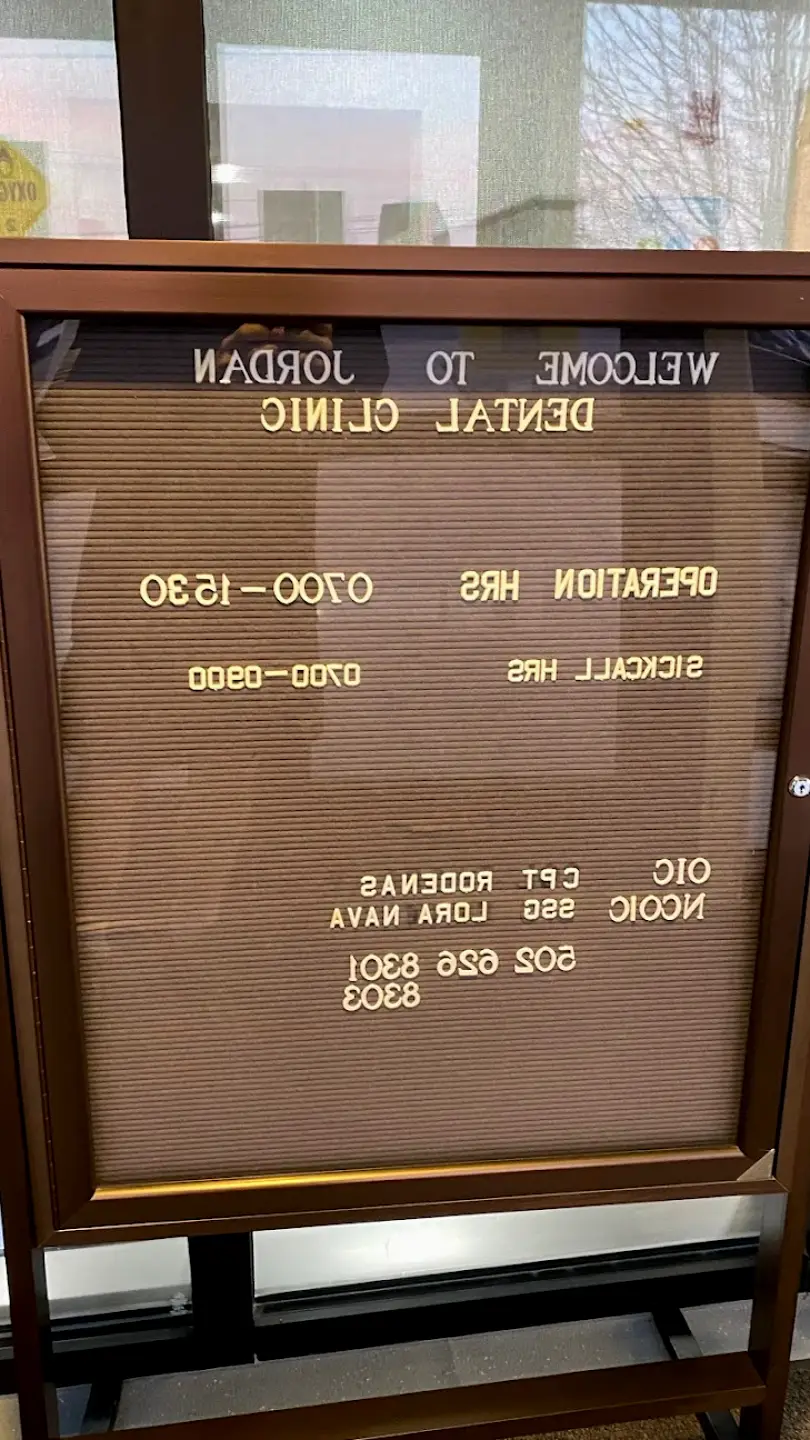 WELCOME TO JORDAN
DENTAL CLINIC
OPERATION HRS 0700-1530
SICKCALL HRS 0700-0900
OIC CPT RODENAS
NCOIC SSG LORA NAVA
502 626 8301
8303